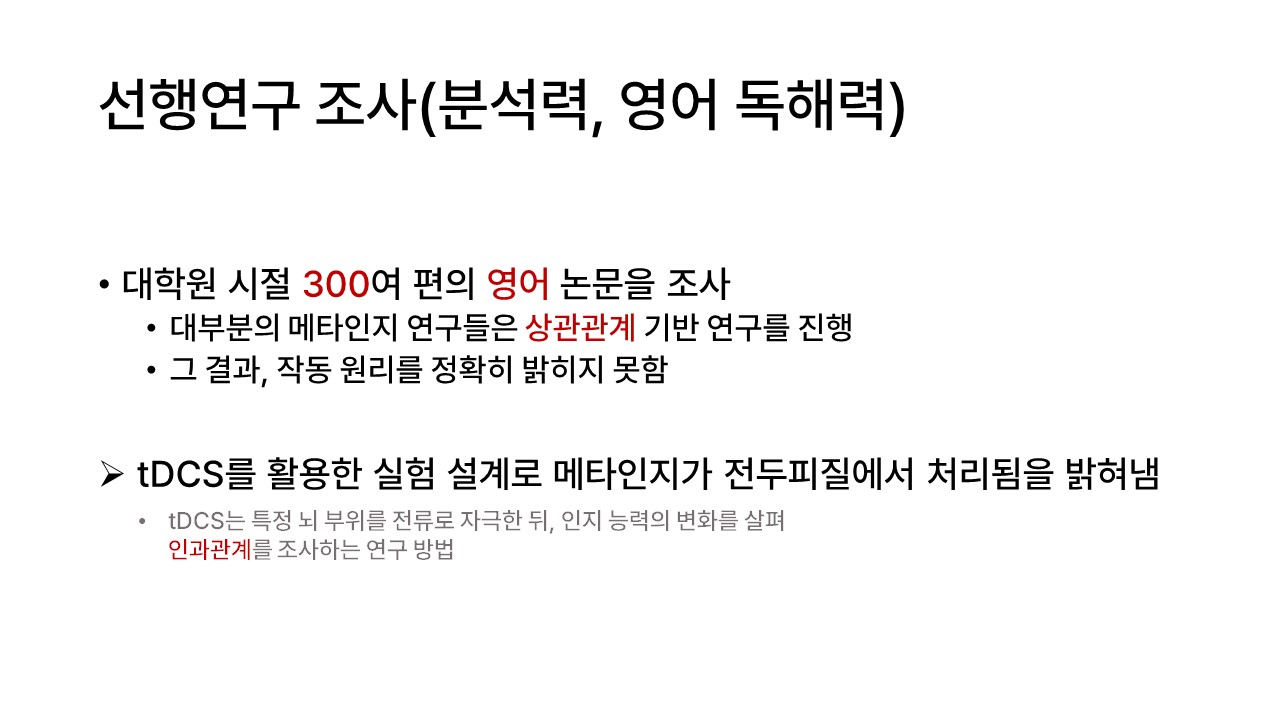 선행연구 조사(분석력, 영어 독해력)
• 대학원 시절 300여 편의 영어 논문을 조사
• 대부분의 메타인지 연구들은 상관관계 기반 연구를 진행
• 그 결과, 작동 원리를 정확히 밝히지 못함
➢ tDCS를 활용한 실험 설계로 메타인지가 전두피질에서 처리됨을 밝혀냄
• tDCS는 특정 뇌 부위를 전류로 자극한 뒤, 인지 능력의 변화를 살펴
인과관계를 조사하는 연구 방법